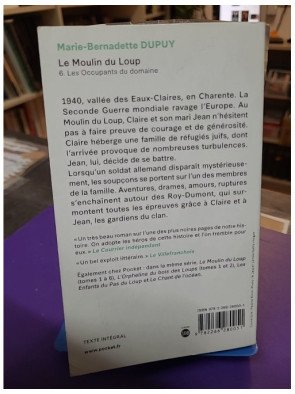 Marie-Bernadette DUPUY
Le Moulin du Loup
6. Les Occupants du domaine
1940, vallée des Eaux-Claires, en Charente. La
Seconde Guerre mondiale ravage l'Europe. Au
Moulin du Loup, Claire et son mari Jean n'hésitent
pas à faire preuve de courage et de générosité.
Claire héberge une famille de réfugiés juifs, dont
l'arrivée provoque de nombreuses turbulences.
Jean, lui, décide de se battre.
Lorsqu'un soldat allemand disparaît mystérieuse-
ment, les soupçons se portent sur l'un des membres
de la famille. Aventures, drames, amours, ruptures
s'enchaînent autour des Roy-Dumont, qui sur-
montent toutes les épreuves grâce à Claire et à
Jean, les gardiens du clan.
« Un très beau roman sur l'une des plus noires pages de notre his-
toire. On adopte les héros de cette histoire et l'on tremble pour
eux. » Le Courrier indépendant
« Un bel exploit littéraire. » Le Villefranchois
Également chez Pocket : dans la même série, Le Moulin du Loup
(tomes 1 à 6), L'Orpheline du bois des Loups (tomes 1 et 2), Les
Enfants du Pas du Loup et Le Chant de l'océan.
TEXTE INTÉGRAL
www.pocket.fr